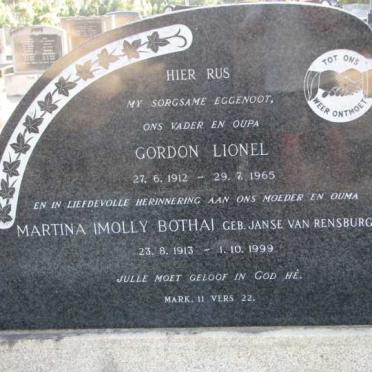 TOT ONS
WEER ONTMOET
HIER RUS
MY SORGSAME EGGENOOT,
ONS VADER EN OUPA
GORDON LIONEL
27. 6. 1912 - 29. 7. 1965
EN IN LIEFDEVOLLE HERINNERING AAN ONS MOEDER EN OUMA
MARTINA (MOLLY BOTHA) GEB. JANSE VAN RENSBURG
23. 8. 1913 - 1. 10. 1999
JULLE MOET GELOOF IN GOD HÊ.
MARK. 11 VERS 22.